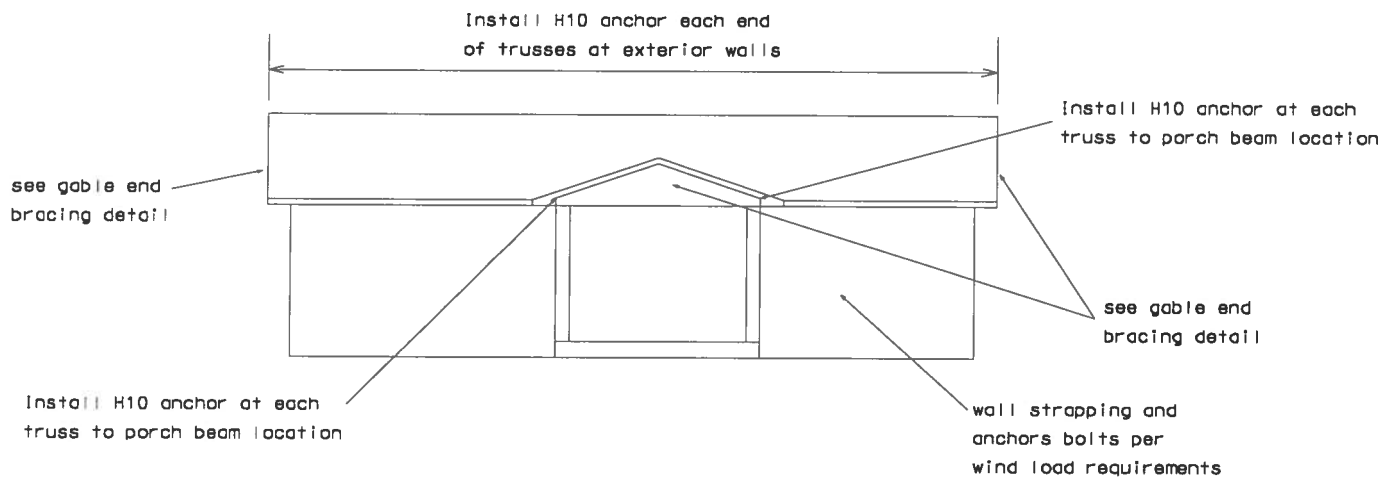 Install H10 anchor each end
of trusses at exterior walls
Install H10 anchor at each
truss to porch beam location
see gable end
bracing detail
see gable end
bracing detail
Install H10 anchor at each
truss to porch beam location
wall strapping and
anchors bolts per
wind load requirements